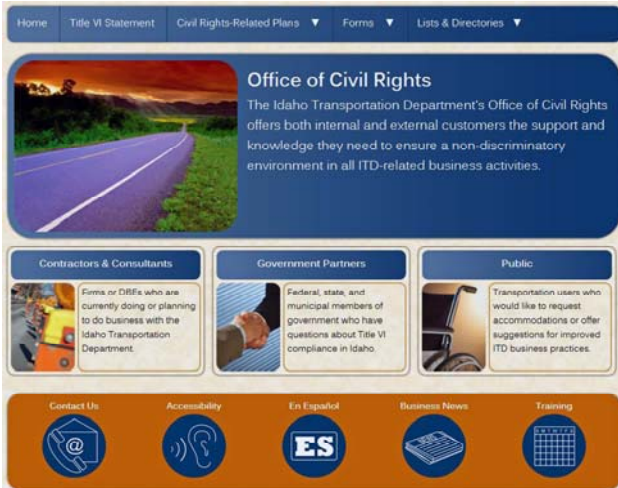 Home Title VI Statement Civil Rights-Related Plans ▼ Forms ▼ Lists & Directories ▼
Office of Civil Rights
The Idaho Transportation Department's Office of Civil Rights
offers both internal and external customers the support and
knowledge they need to ensure a non-discriminatory
environment in all ITD-related business activities.
Contractors & Consultants
Firms or DBEs who are
currently doing or planning
to do business with the
Idaho Transportation
Department.
Government Partners
Federal, state, and
municipal members of
government who have
questions about Title VI
compliance in Idaho.
Public
Transportation users who
would like to request
accommodations or offer
suggestions for improved
ITD business practices.
Contact Us Accessibility En Español Business News Training
@ ES NEWS S M T W T F S